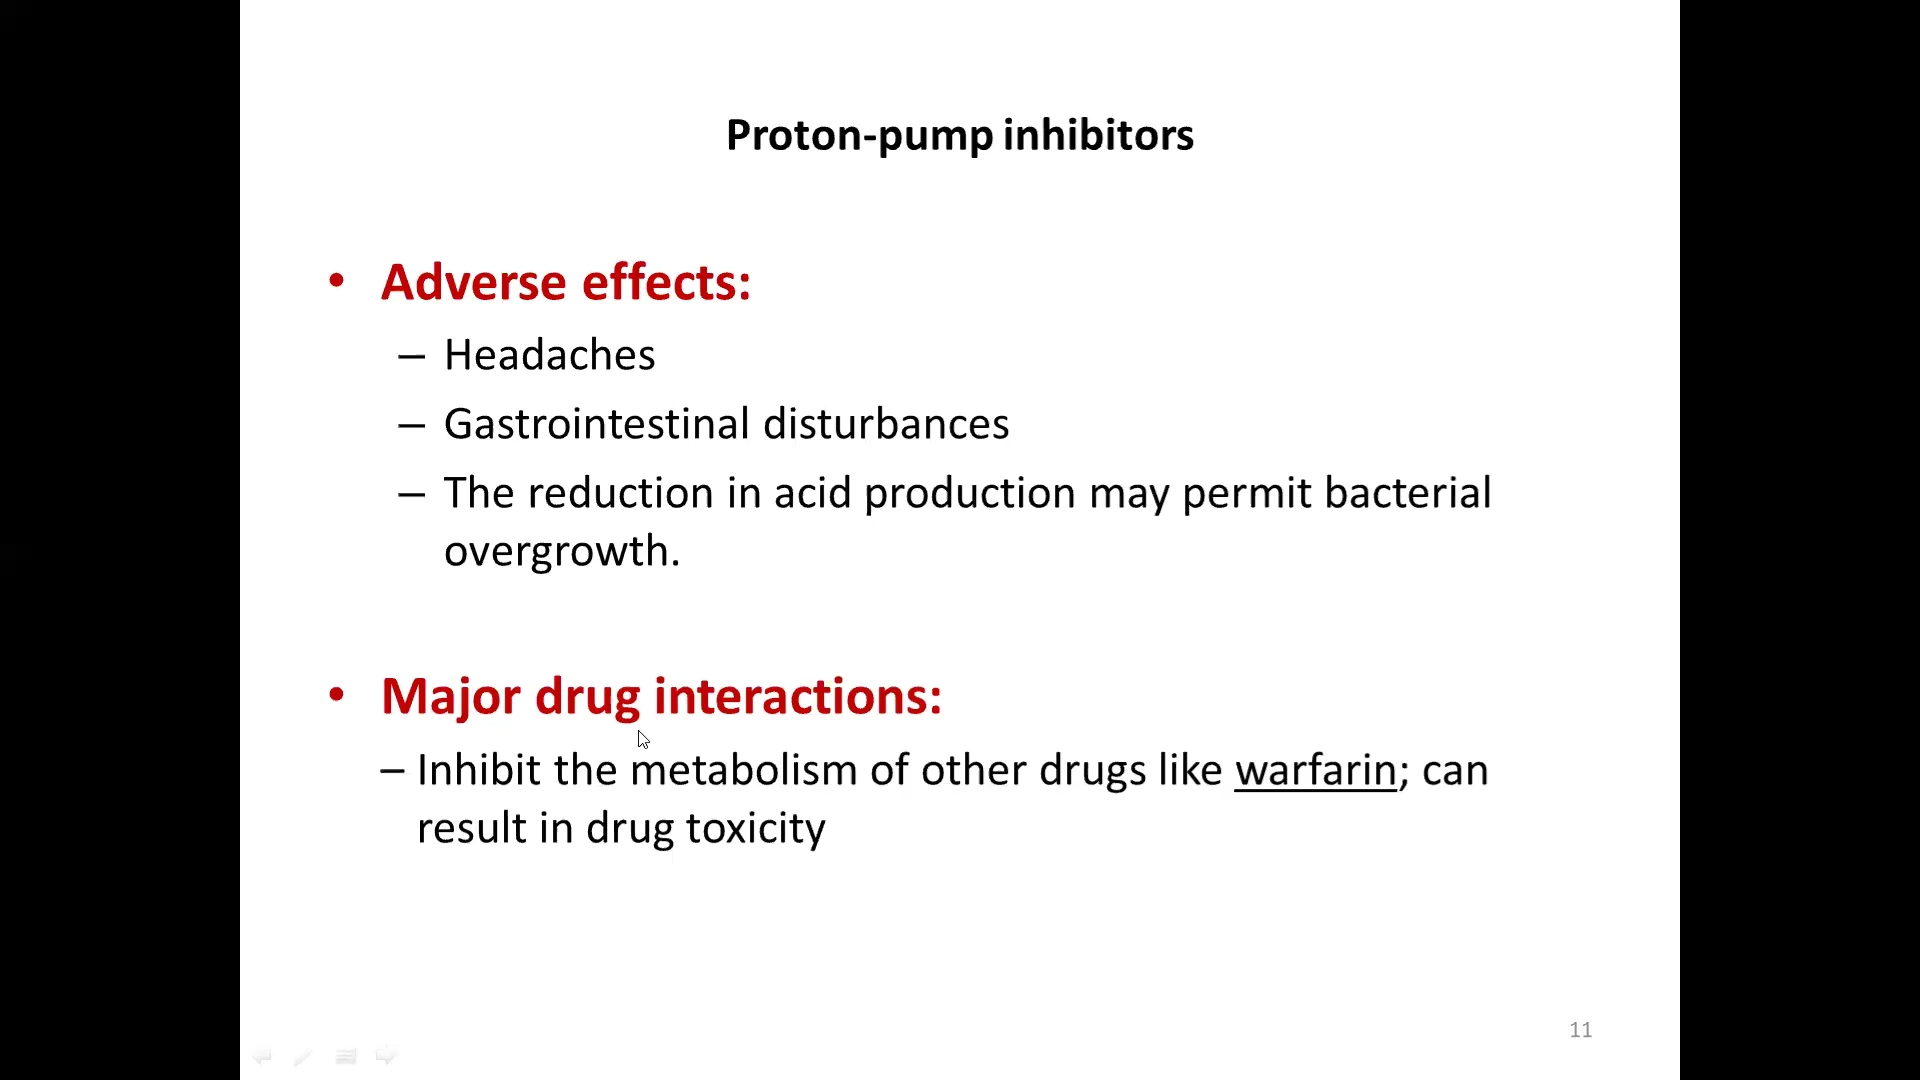 Proton-pump inhibitors
• Adverse effects:
– Headaches
– Gastrointestinal disturbances
– The reduction in acid production may permit bacterial
overgrowth.
• Major drug interactions:
– Inhibit the metabolism of other drugs like warfarin; can
result in drug toxicity
11